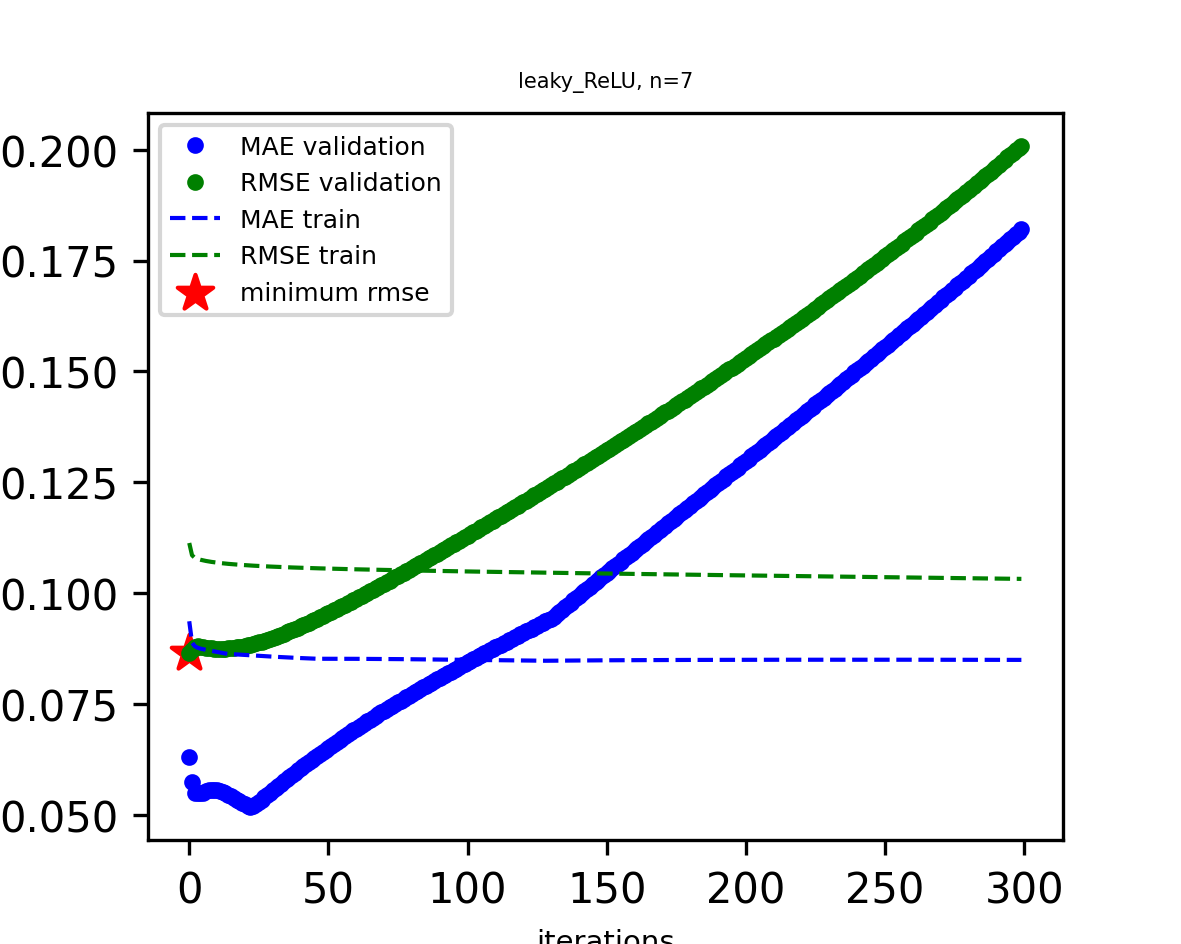 leaky_ReLU, n=7
MAE validation
RMSE validation
MAE train
RMSE train
minimum rmse
0.200
0.175
0.150
0.125
0.100
0.075
0.050
0 50 100 150 200 250 300
iterations